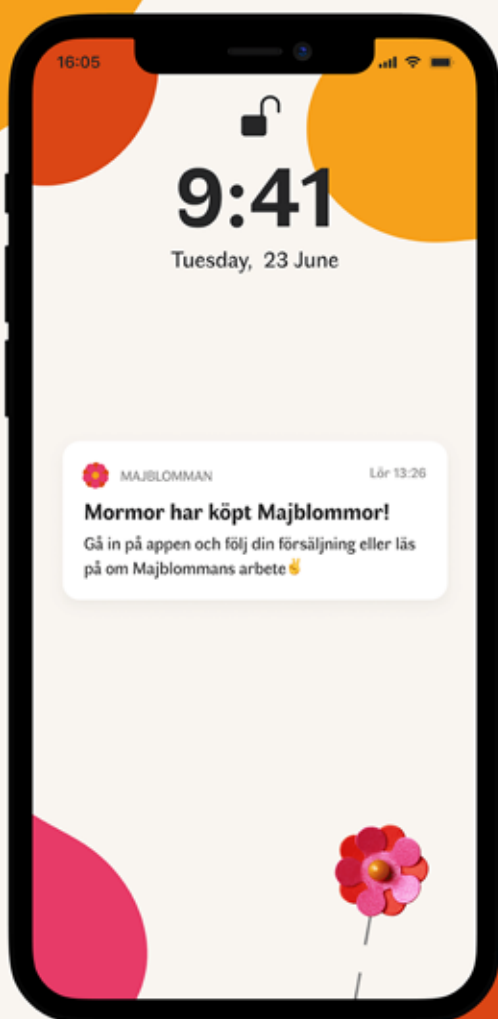 16:05
9:41
Tuesday, 23 June
MAJBLOMMAN
Lör 13:26
Mormor har köpt Majblommor!
Gå in på appen och följ din försäljning eller läs
på om Majblommans arbete✌️